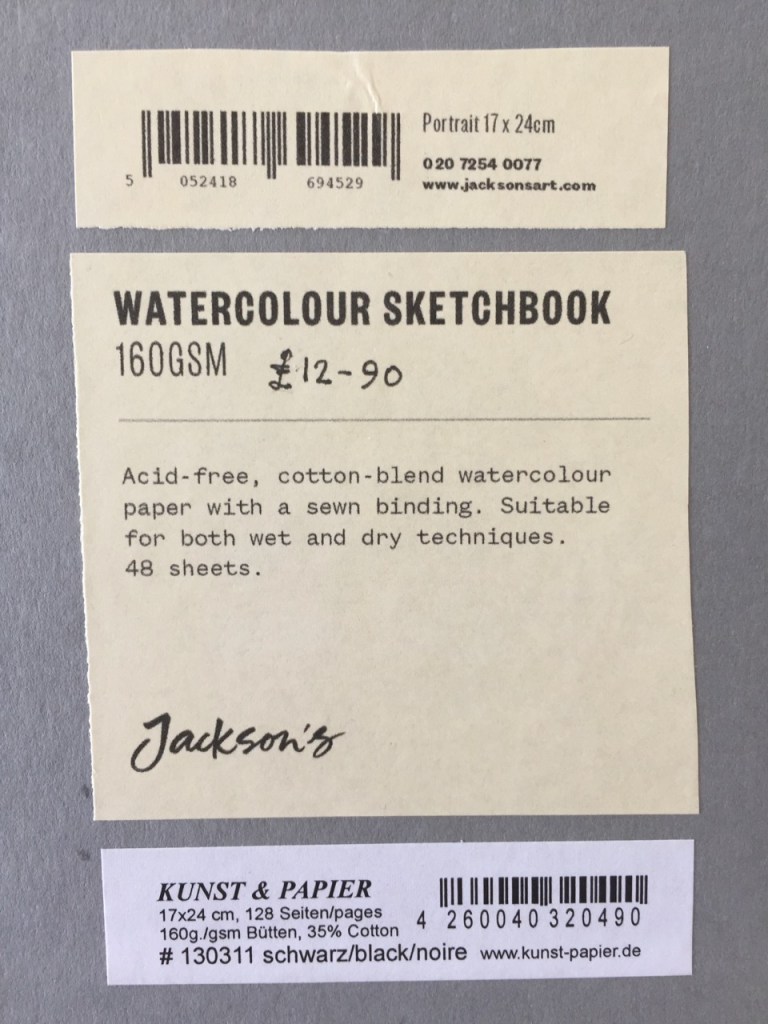 Portrait 17 x 24cm
020 7254 0077
www.jacksonsart.com
5 052418 694529
WATERCOLOUR SKETCHBOOK
160GSM £12-90
Acid-free, cotton-blend watercolour
paper with a sewn binding. Suitable
for both wet and dry techniques.
48 sheets.
Jackson's
KUNST & PAPIER
17x24 cm, 128 Seiten/pages
160g./gsm Bütten, 35% Cotton
4 260040 320490
# 130311 schwarz/black/noire www.kunst-papier.de